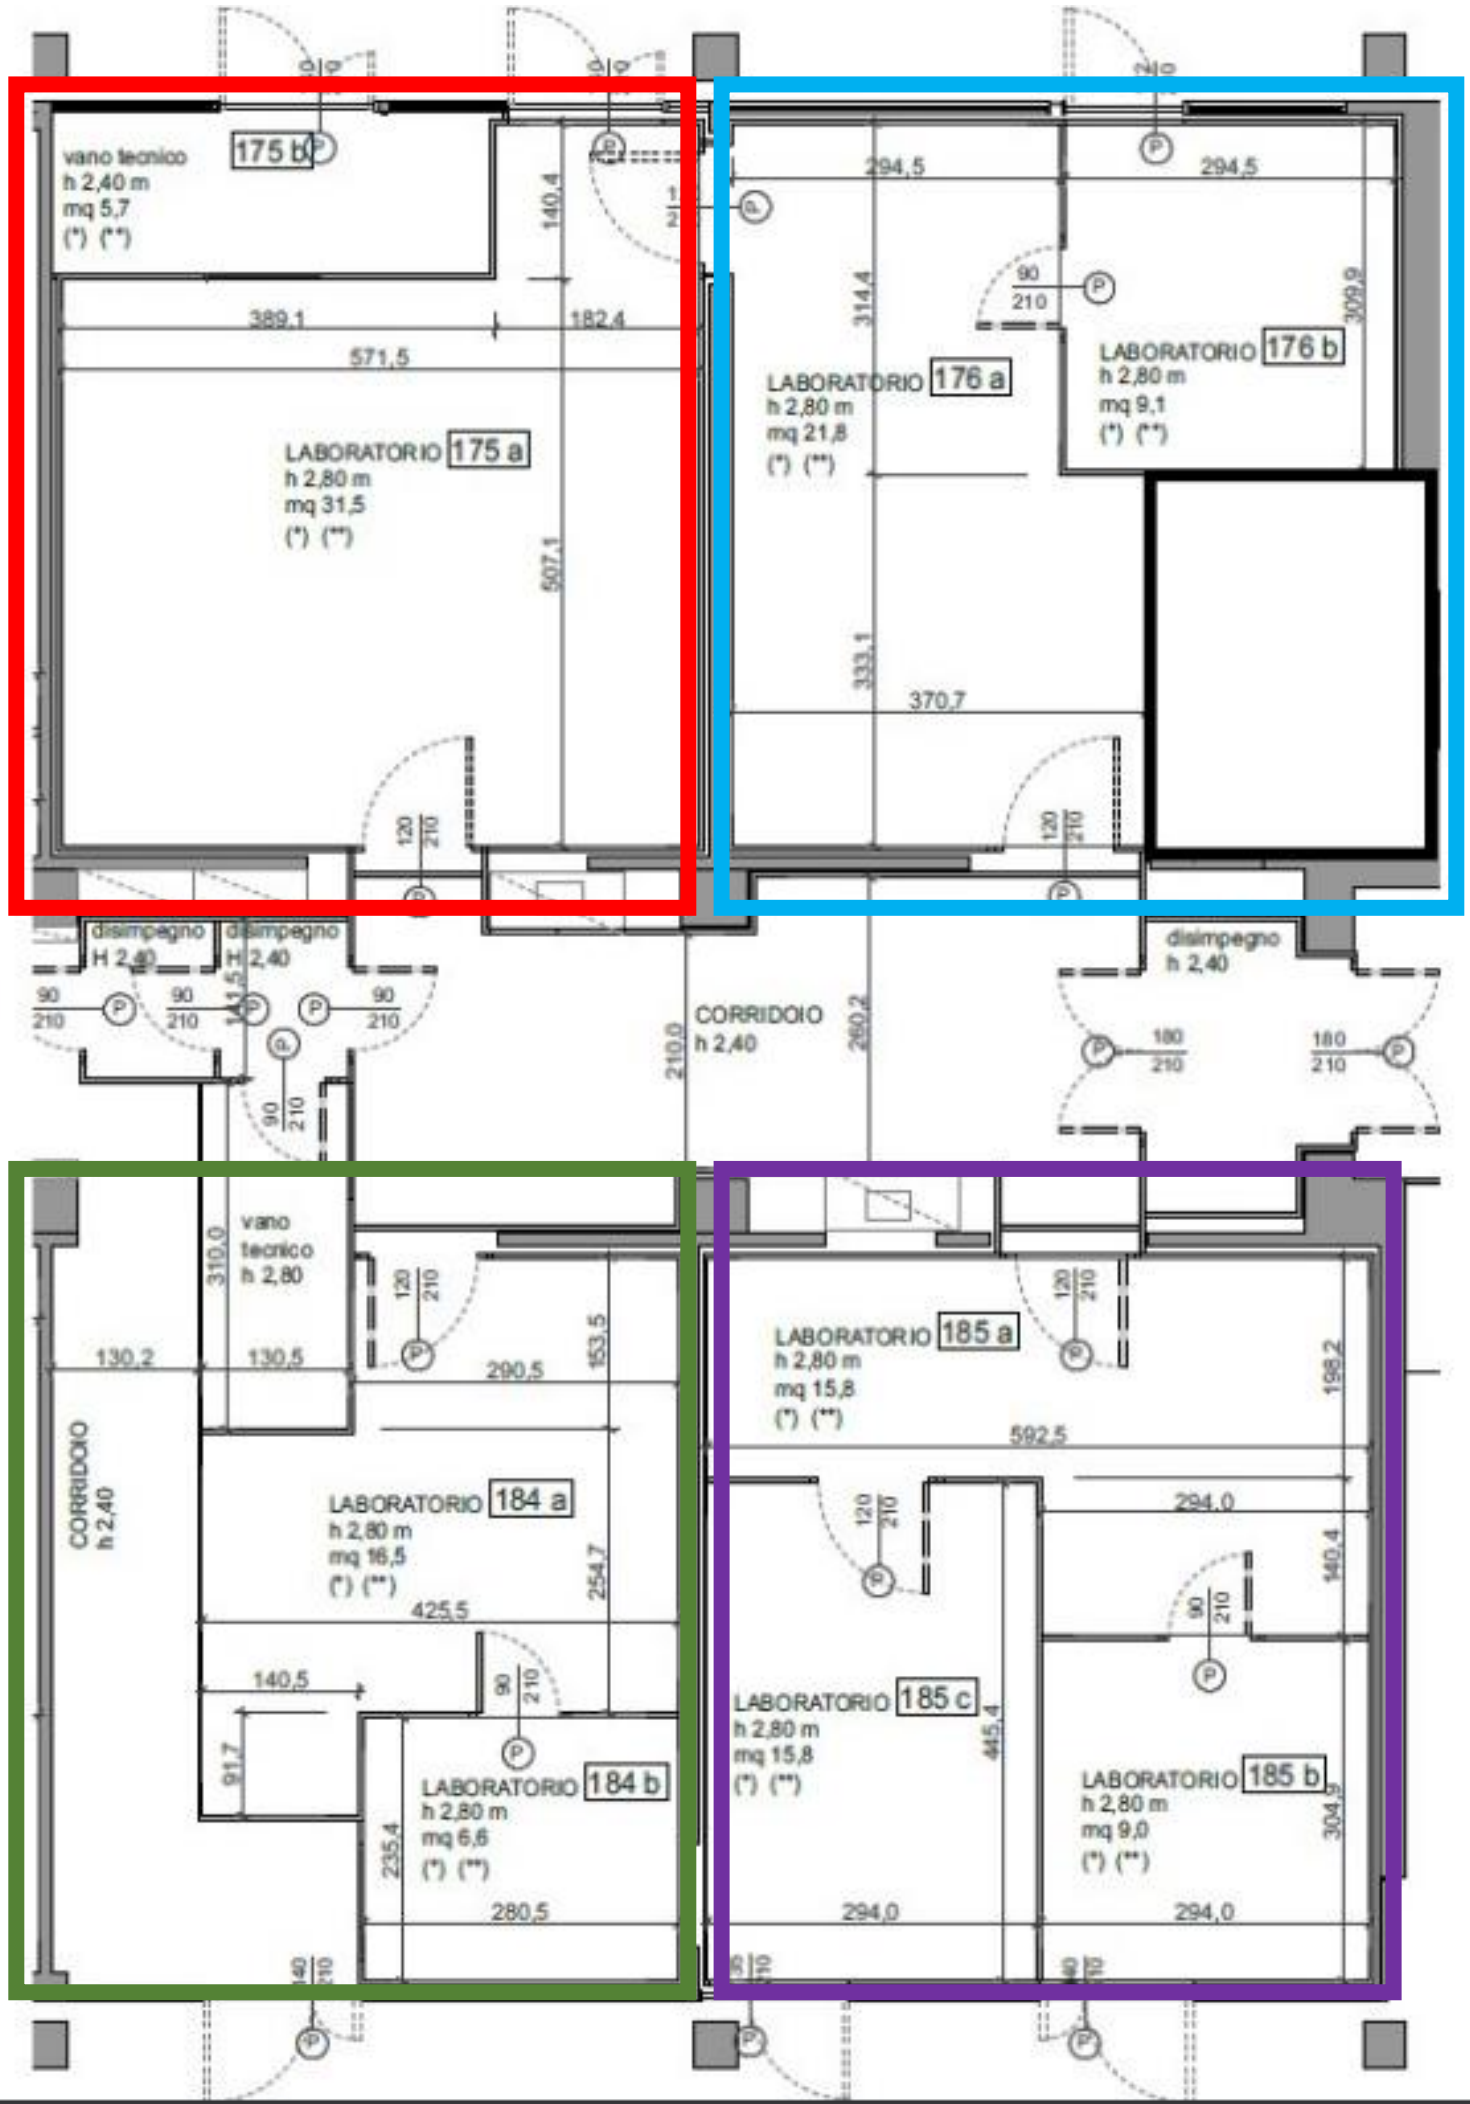 175 b
vano tecnico
h 2,40 m
mq 5,7
(*) (**)
P
P
140,4
389,1
182,4
571,5
LABORATORIO 175 a
h 2,80 m
mq 31,5
(*) (**)
507,1
120
210
P
P
294,5
294,5
P
314,4
90
210
P
309,9
LABORATORIO 176 a
h 2,80 m
mq 21,8
(*) (**)
LABORATORIO 176 b
h 2,80 m
mq 9,1
(*) (**)
333,1
370,7
120
210
P
disimpegno
H 2,40
disimpegno
H 2,40
141,5
90
210
P
90
210
P
P
90
210
P
90
210
210,0
CORRIDOIO
h 2,40
260,2
disimpegno
h 2,40
P
180
210
180
210
P
vano
tecnico
h 2,80
310,0
120
210
P
153,5
130,2
130,5
290,5
CORRIDOIO
h 2,40
LABORATORIO 184 a
h 2,80 m
mq 16,5
(*) (**)
254,7
425,5
140,5
90
210
P
91,7
LABORATORIO 184 b
h 2,80 m
mq 6,6
(*) (**)
235,4
280,5
P
LABORATORIO 185 a
h 2,80 m
mq 15,8
(*) (**)
120
210
P
198,2
592,5
294,0
120
210
P
140,4
90
210
P
LABORATORIO 185 c
h 2,80 m
mq 15,8
(*) (**)
445,4
LABORATORIO 185 b
h 2,80 m
mq 9,0
(*) (**)
304,9
294,0
294,0
P
P